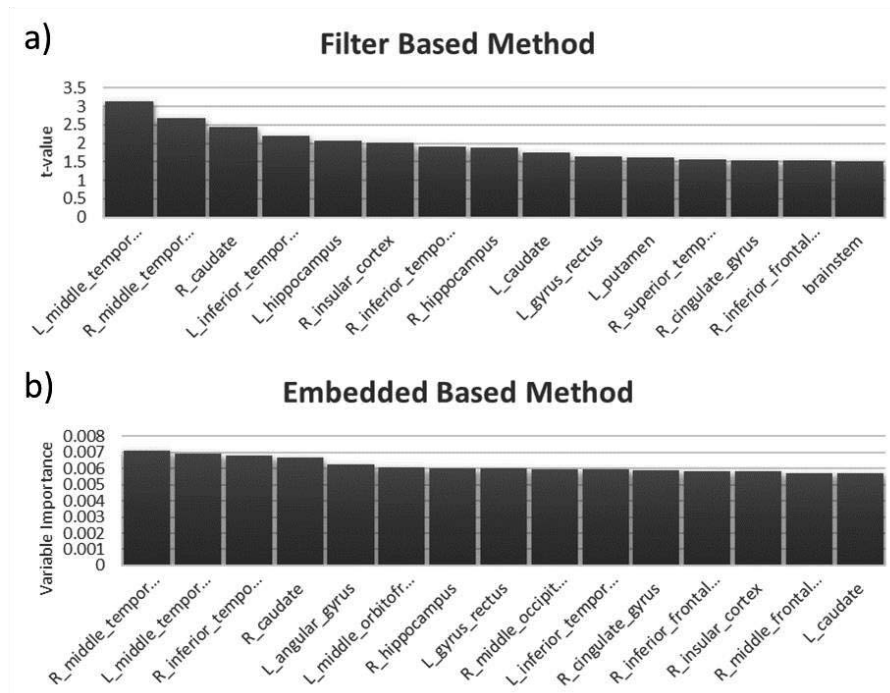 a)
Filter Based Method
3.5
3
2.5
2
1.5
1
0.5
0
t-value
L_middle_tempor...
R_middle_tempor...
R_caudate
L_inferior_tempor...
L_hippocampus
R_insular_cortex
R_inferior_tempo...
R_hippocampus
L_caudate
L_gyrus_rectus
L_putamen
R_superior_temp...
R_cingulate_gyrus
R_inferior_frontal...
brainstem
b)
Embedded Based Method
0.008
0.007
0.006
0.005
0.004
0.003
0.002
0.001
0
Variable Importance
R_middle_tempor...
L_middle_tempor...
R_inferior_tempo...
R_caudate
L_angular_gyrus
L_middle_orbitofr...
R_hippocampus
L_gyrus_rectus
R_middle_occipit...
L_inferior_tempor...
R_cingulate_gyrus
R_inferior_frontal...
R_insular_cortex
R_middle_frontal...
L_caudate